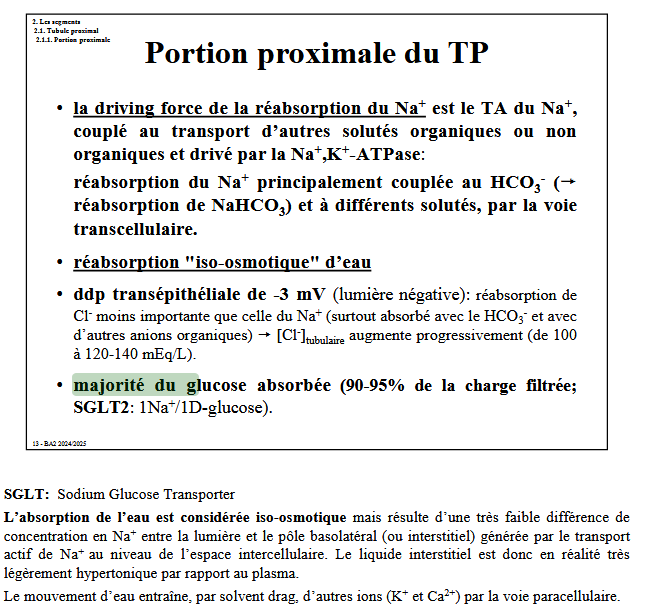 2. Les segments
2.1. Tubule proximal
2.1.1. Portion proximale
Portion proximale du TP
• la driving force de la réabsorption du Na⁺ est le TA du Na⁺,
couplé au transport d'autres solutés organiques ou non
organiques et drivé par la Na⁺,K⁺-ATPase:
réabsorption du Na⁺ principalement couplée au HCO₃⁻ (→
réabsorption de NaHCO₃) et à différents solutés, par la voie
transcellulaire.
• réabsorption "iso-osmotique" d'eau
• ddp transépithéliale de -3 mV (lumière négative): réabsorption de
Cl⁻ moins importante que celle du Na⁺ (surtout absorbé avec le HCO₃⁻ et avec
d'autres anions organiques) → [Cl⁻]tubulaire augmente progressivement (de 100
à 120-140 mEq/L).
• majorité du glucose absorbée (90-95% de la charge filtrée;
SGLT2: 1Na⁺/1D-glucose).
13 - BA2 2024/2025
SGLT: Sodium Glucose Transporter
L'absorption de l'eau est considérée iso-osmotique mais résulte d'une très faible différence de
concentration en Na⁺ entre la lumière et le pôle basolatéral (ou interstitiel) générée par le transport
actif de Na⁺ au niveau de l'espace intercellulaire. Le liquide interstitiel est donc en réalité très
légèrement hypertonique par rapport au plasma.
Le mouvement d'eau entraîne, par solvent drag, d'autres ions (K⁺ et Ca²⁺) par la voie paracellulaire.